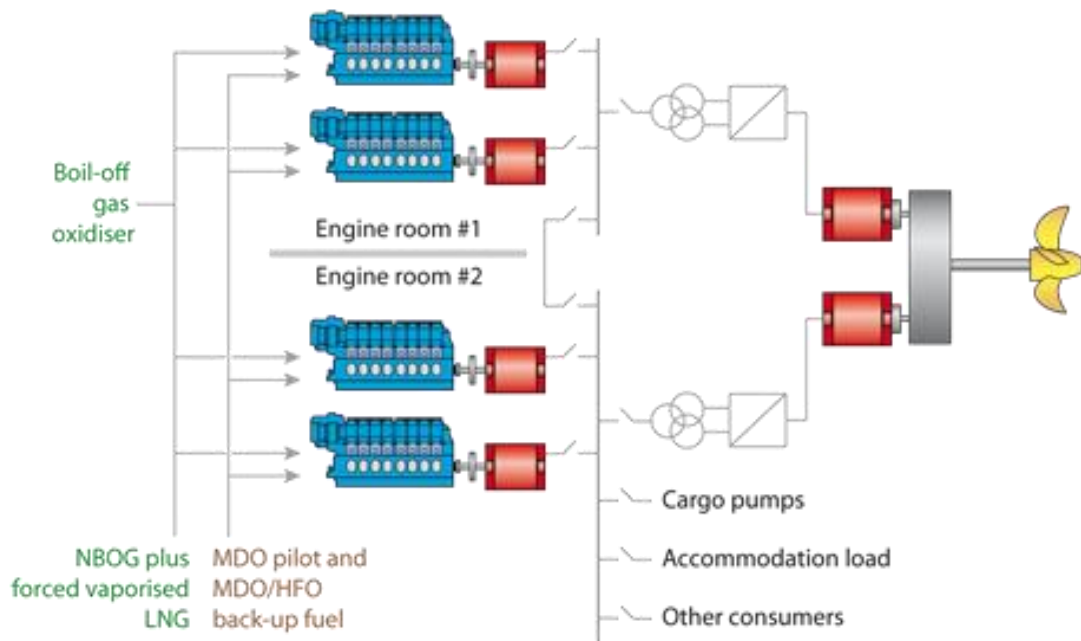 Boil-off
gas
oxidiser
Engine room #1
Engine room #2
Cargo pumps
Accommodation load
Other consumers
NBOG plus
forced vaporised
LNG
MDO pilot and
MDO/HFO
back-up fuel